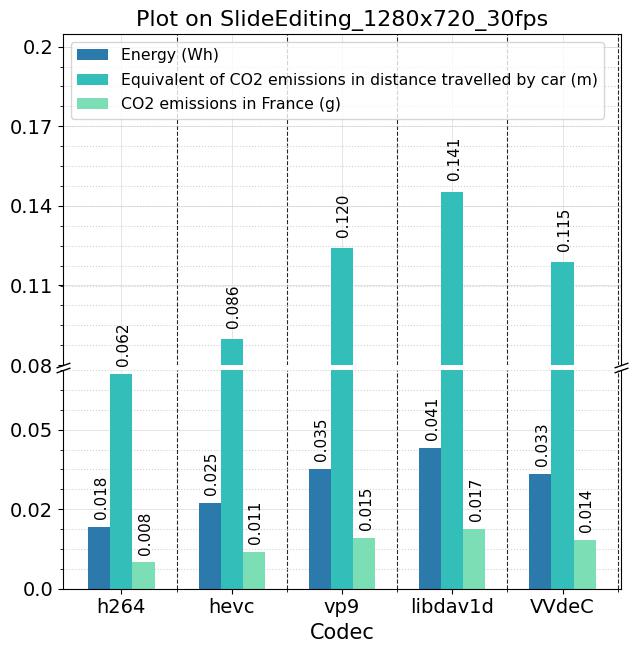 Plot on SlideEditing_1280x720_30fps
0.2
0.17
0.14
0.11
0.08
0.05
0.02
0.0
Energy (Wh)
Equivalent of CO2 emissions in distance travelled by car (m)
CO2 emissions in France (g)
0.018
0.062
0.008
0.025
0.086
0.011
0.035
0.120
0.015
0.041
0.141
0.017
0.033
0.115
0.014
h264
hevc
vp9
libdav1d
VVdeC
Codec